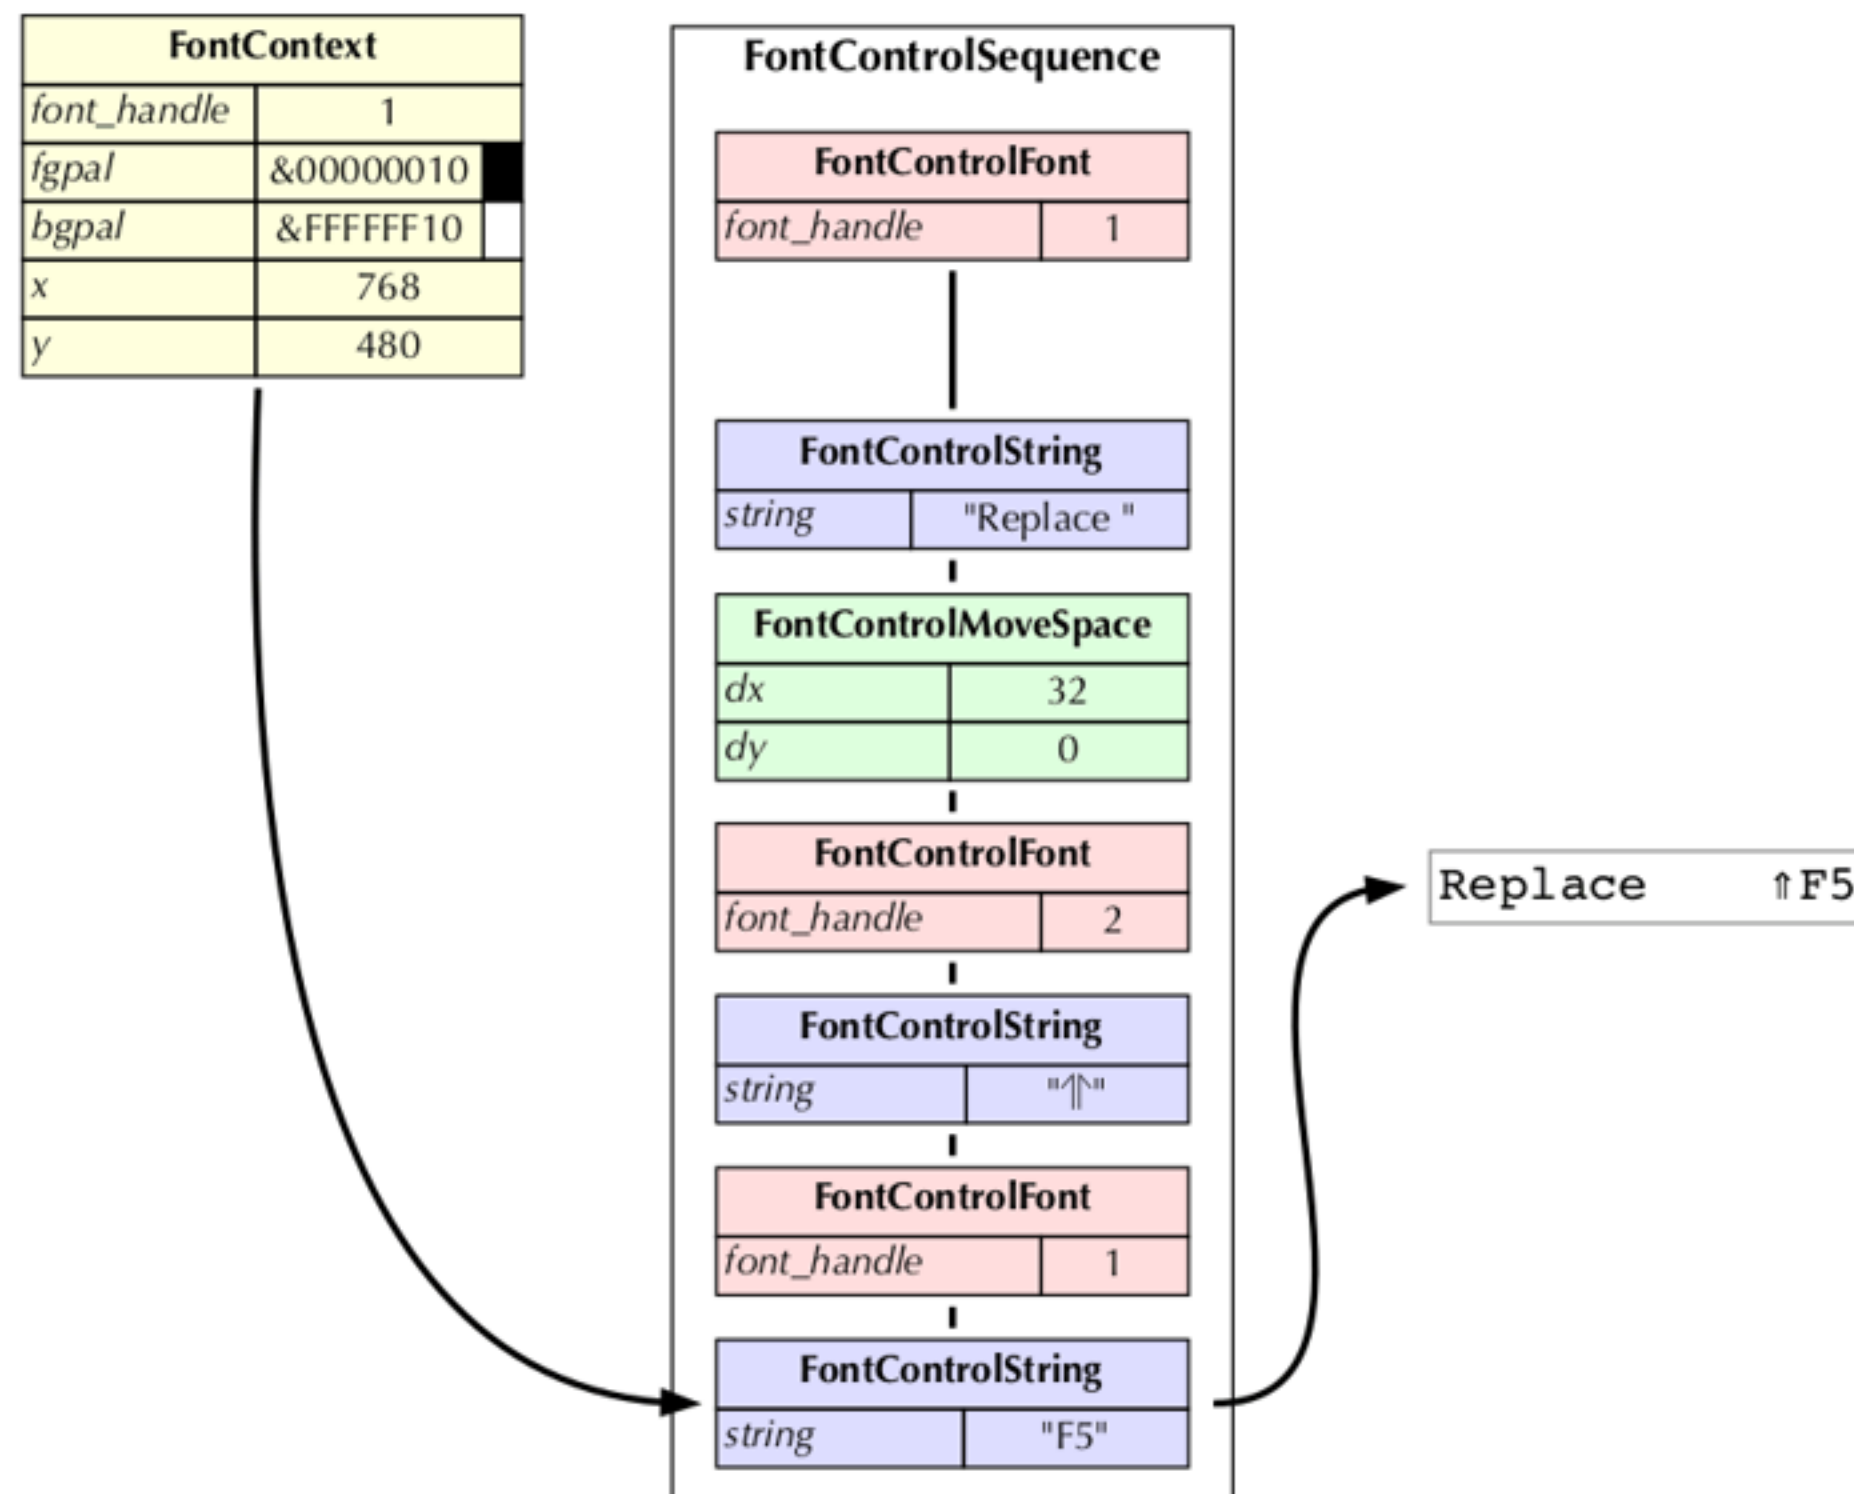 FontContext
font_handle 1
fgpal &00000010
bgpal &FFFFFF10
x 768
y 480
FontControlSequence
FontControlFont
font_handle 1
FontControlString
string "Replace "
FontControlMoveSpace
dx 32
dy 0
FontControlFont
font_handle 2
FontControlString
string "⇑"
FontControlFont
font_handle 1
FontControlString
string "F5"
Replace ⇑F5